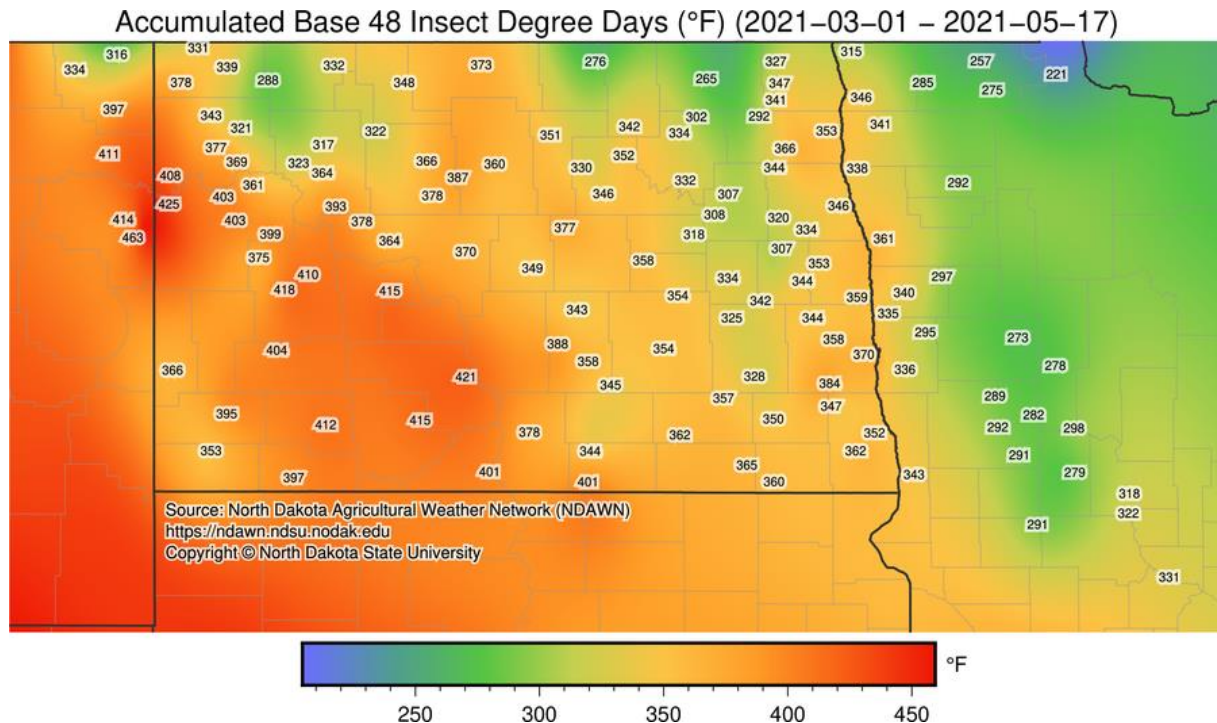 Accumulated Base 48 Insect Degree Days (°F) (2021−03−01 − 2021−05−17)
316 331 315
334 339 332 373 276 327 257
378 288 348 265 347 285 275 221
397 343 341 346
321 322 351 342 302 292 353 341
411 377 317 334 366
408 369 323 364 366 387 360 330 352 344 338
425 361 378 346 332 307 292
414 403 393 308 320 346
463 403 399 378 364 377 318 334 361
375 370 358 307
410 349 353 297
418 415 334 344
343 354 342 359 340
325 344 335
388 354 358 295 273
404 358 370 278
366 421 345 328 384 336
357 347 289
395 412 415 350 282
378 362 352 292 298
353 344 362 291
397 401 401 365 360 343 279
318
322
291
331
Source: North Dakota Agricultural Weather Network (NDAWN)
https://ndawn.ndsu.nodak.edu
Copyright © North Dakota State University
°F
250 300 350 400 450